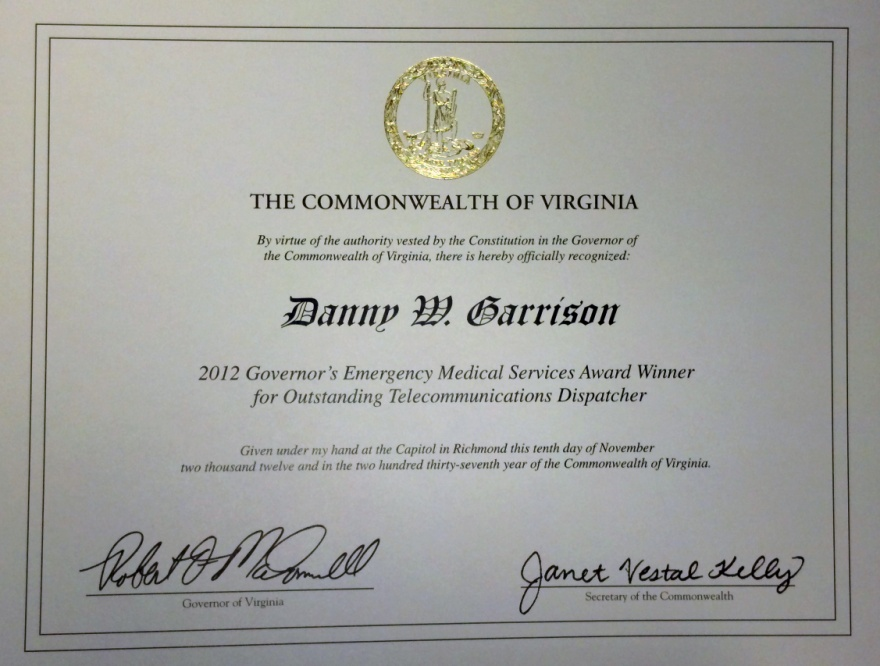 THE COMMONWEALTH OF VIRGINIA
By virtue of the authority vested by the Constitution in the Governor of
the Commonwealth of Virginia, there is hereby officially recognized:
Danny W. Garrison
2012 Governor's Emergency Medical Services Award Winner
for Outstanding Telecommunications Dispatcher
Given under my hand at the Capitol in Richmond this tenth day of November
two thousand twelve and in the two hundred thirty-seventh year of the Commonwealth of Virginia.
Robert F McDonnell
Governor of Virginia
Janet Vestal Kelly
Secretary of the Commonwealth